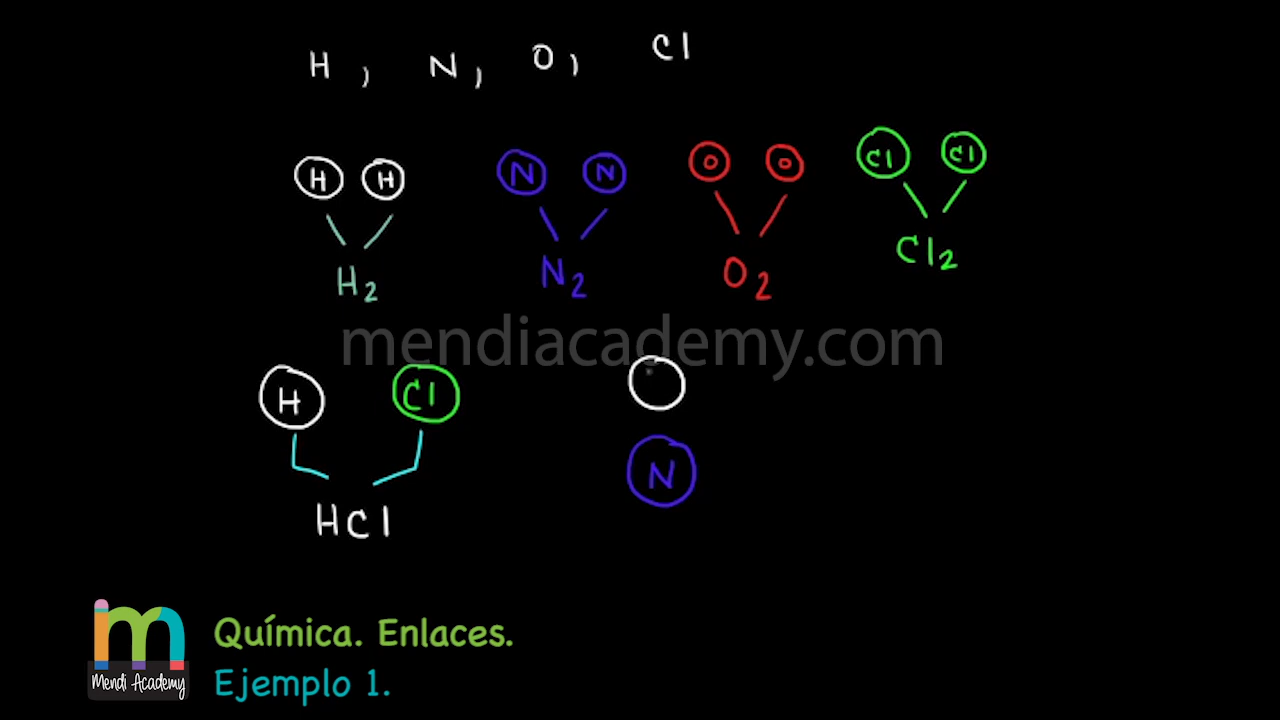 H, N, O, Cl
H H N N O O Cl Cl
H2 N2 O2 Cl2
mendiacademy.com
H Cl
N
HCl
Química. Enlaces.
Mendi Academy
Ejemplo 1.